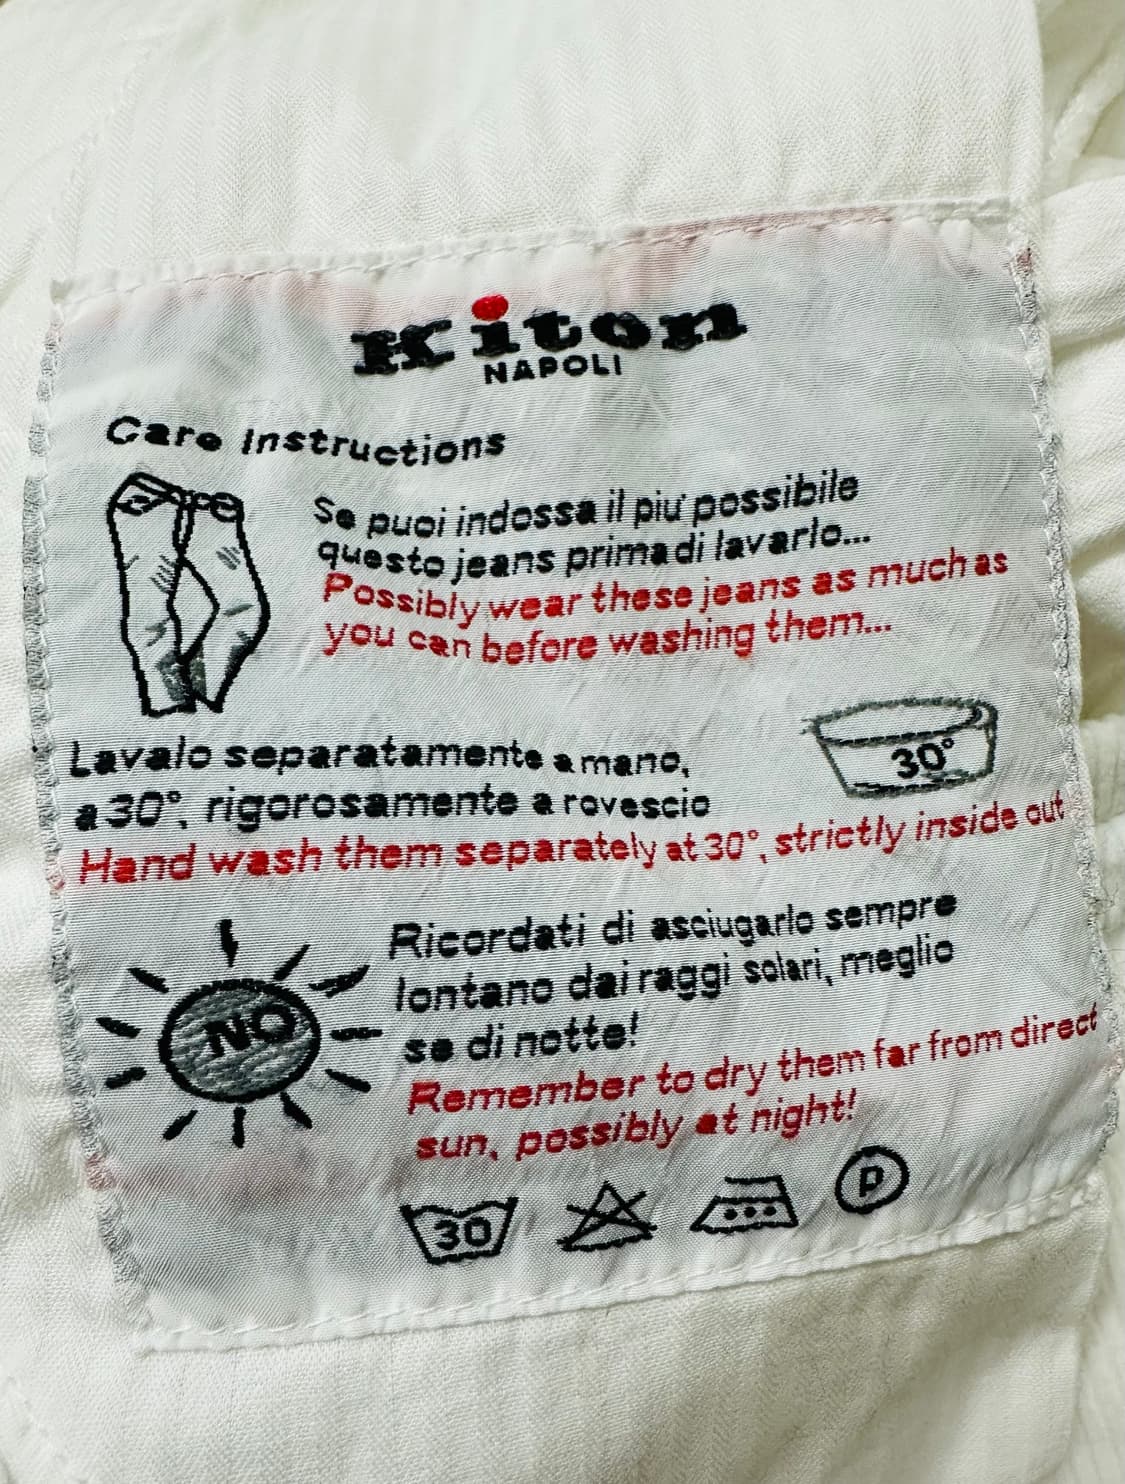 Kiton
NAPOLI
Care Instructions
Se puoi indossa il piu' possibile
questo jeans prima di lavarlo...
Possibly wear these jeans as much as
you can before washing them...
30°
Lavalo separatamente a mano,
a 30°, rigorosamente a rovescio
Hand wash them separately at 30°, strictly inside out
NO
Ricordati di asciugarlo sempre
lontano dai raggi solari, meglio
se di notte!
Remember to dry them far from direct
sun, possibly at night!
30
P